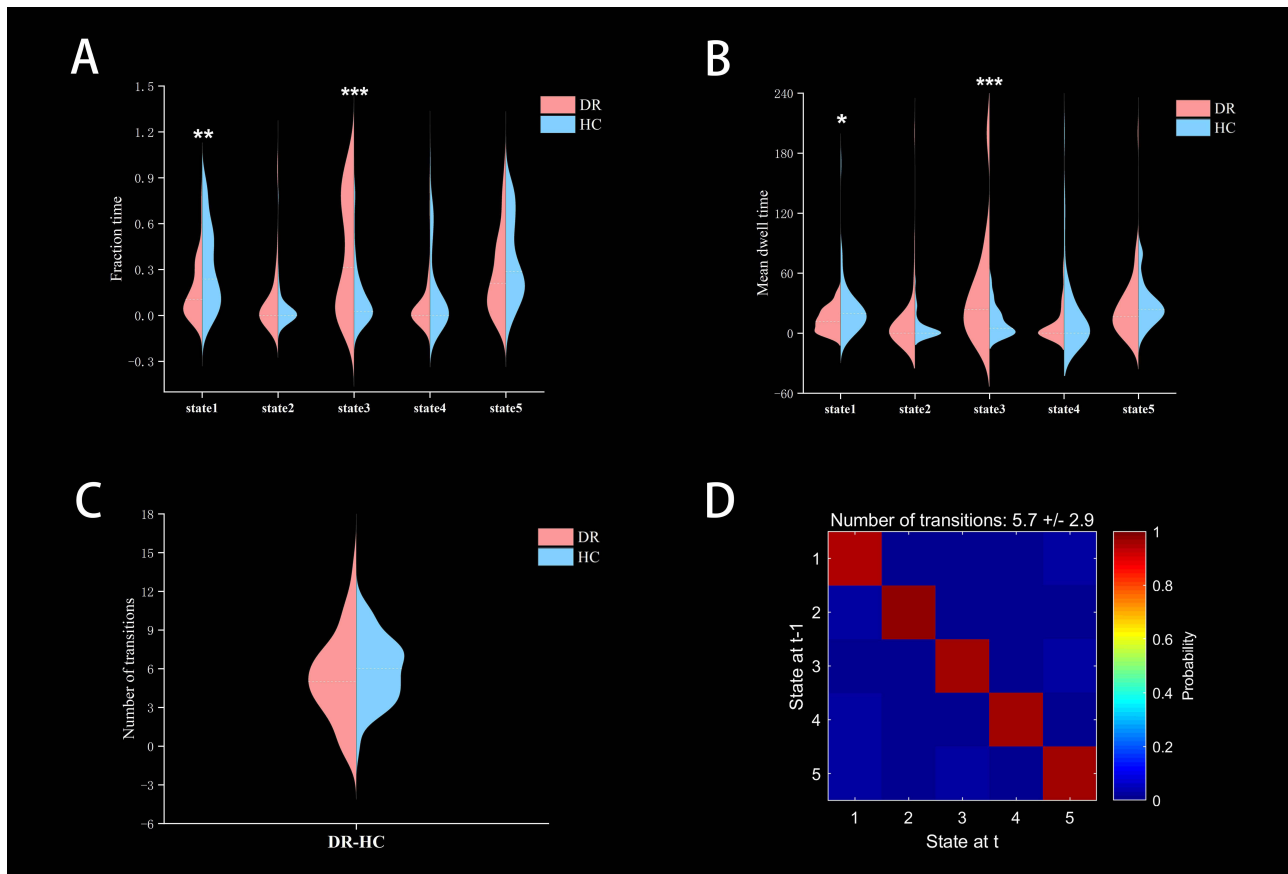 A
1.5
1.2
0.9
0.6
0.3
0.0
−0.3
Fraction time
**
***
DR
HC
state1 state2 state3 state4 state5
B
240
180
120
60
0
−60
Mean dwell time
*
***
DR
HC
state1 state2 state3 state4 state5
C
18
15
12
9
6
3
0
−3
−6
Number of transitions
DR
HC
DR-HC
D
Number of transitions: 5.7 +/- 2.9
1
2
3
4
5
State at t-1
1 2 3 4 5
State at t
1
0.8
0.6
0.4
0.2
0
Probability